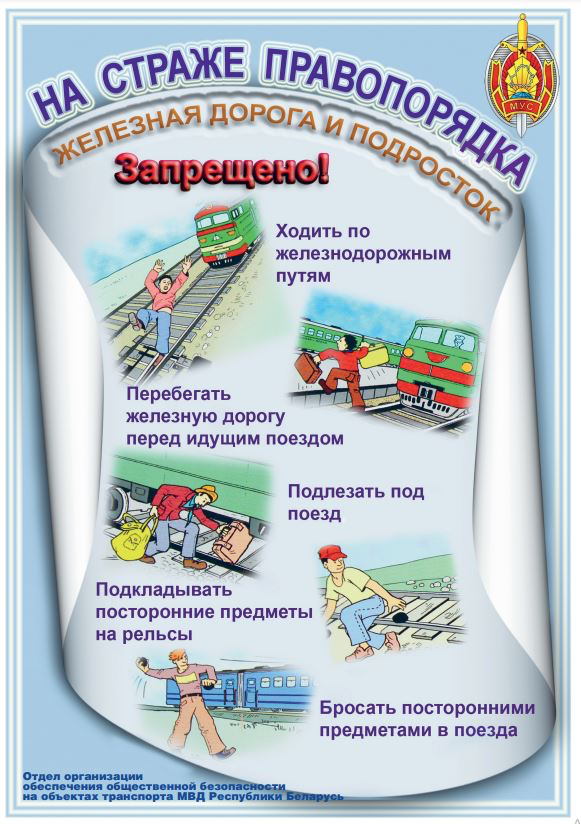 НА СТРАЖЕ ПРАВОПОРЯДКА
ЖЕЛЕЗНАЯ ДОРОГА И ПОДРОСТОК
МУС
Запрещено!
Ходить по
железнодорожным
путям
Перебегать
железную дорогу
перед идущим поездом
Подлезать под
поезд
Подкладывать
посторонние предметы
на рельсы
Бросать посторонними
предметами в поезда
Отдел организации
обеспечения общественной безопасности
на объектах транспорта МВД Республики Беларусь